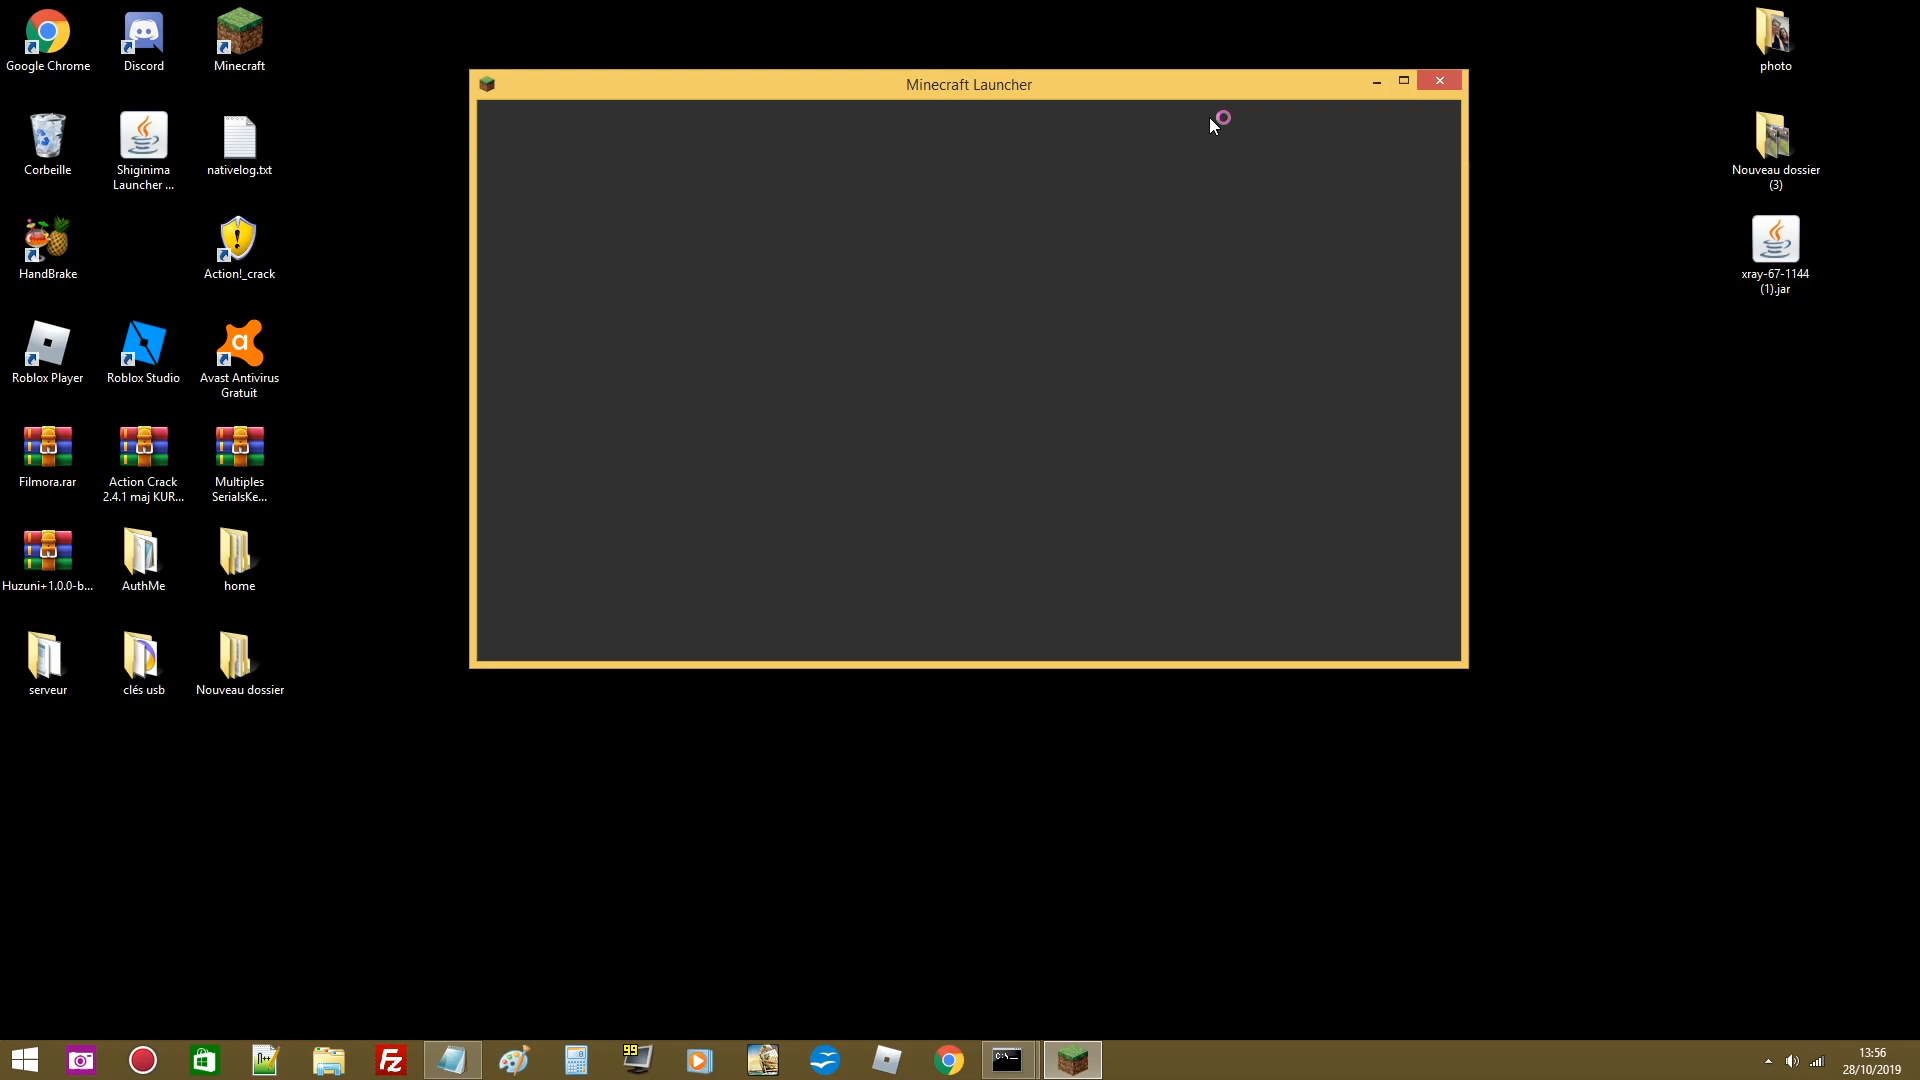 Google Chrome
Discord
Minecraft
Corbeille
Shiginima
Launcher ...
nativelog.txt
HandBrake
Action!_crack
Roblox Player
Roblox Studio
Avast Antivirus
Gratuit
Filmora.rar
Action Crack
2.4.1 maj KUR...
Multiples
SerialsKe...
Huzuni+1.0.0-b...
AuthMe
home
serveur
clés usb
Nouveau dossier
Minecraft Launcher
photo
Nouveau dossier
(3)
xray-67-1144
(1).jar
99
C:\_
13:56
28/10/2019